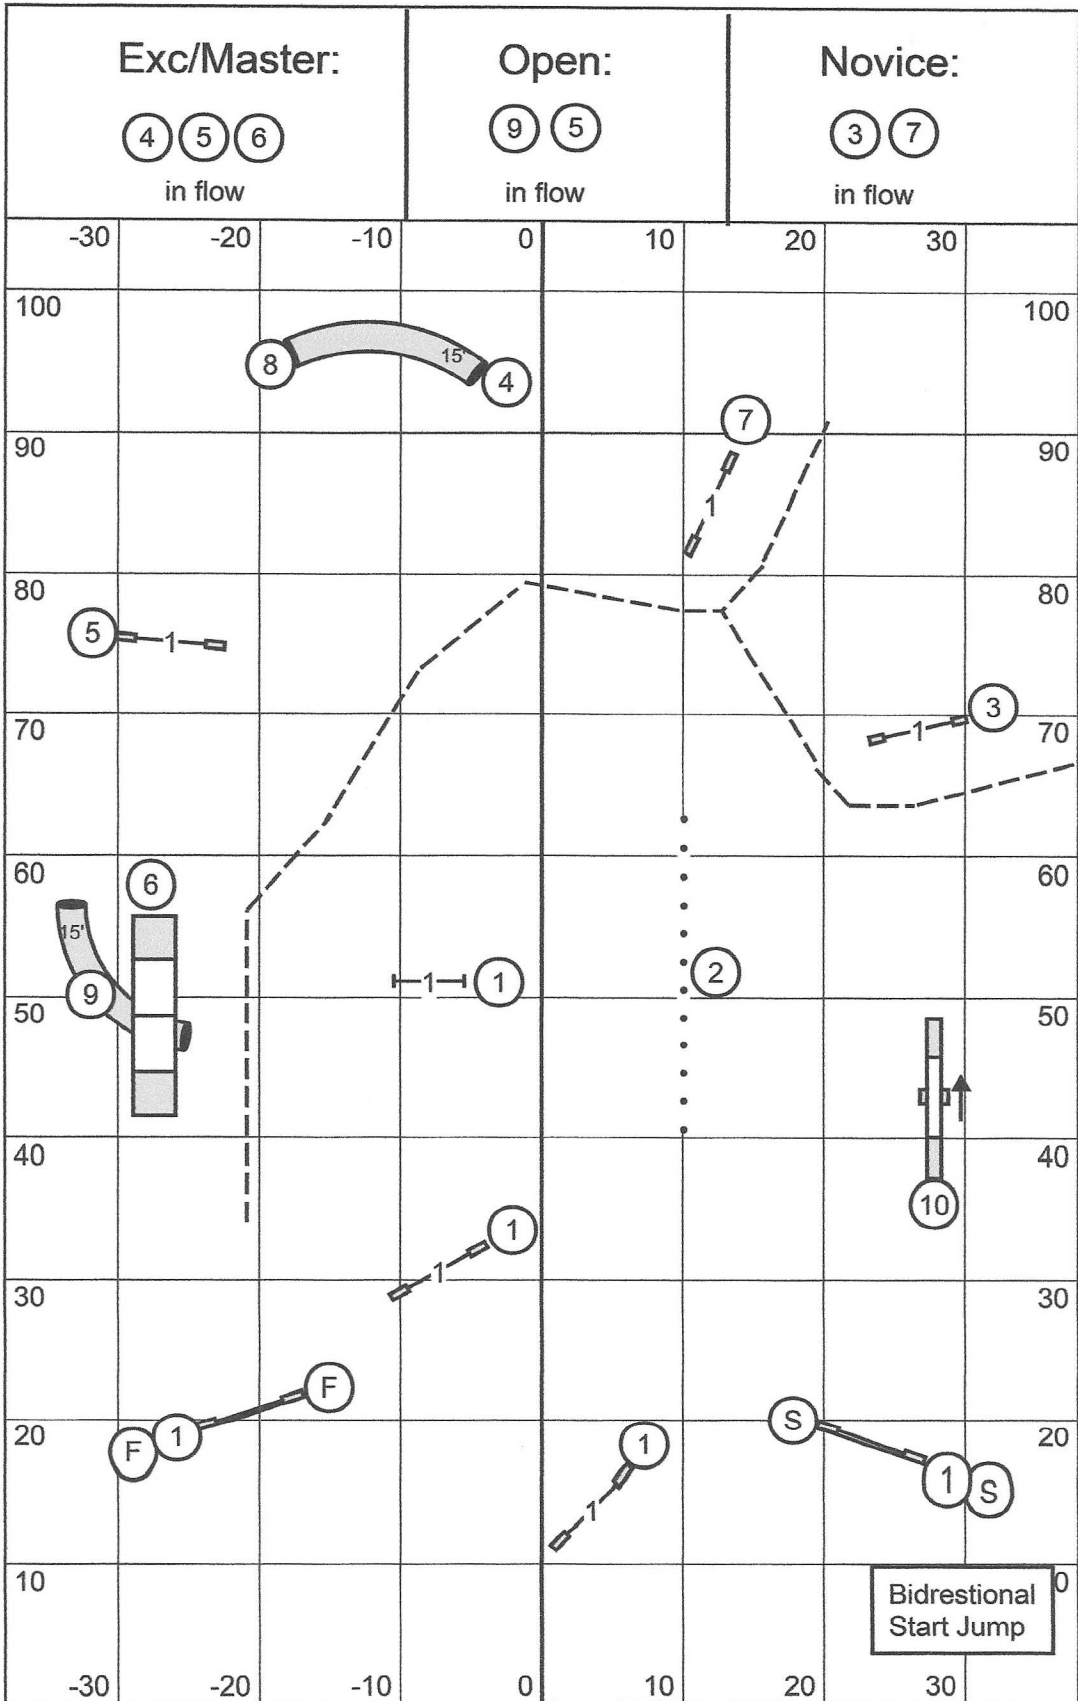 Exc/Master: Open: Novice:
4 5 6 9 5 3 7
in flow in flow in flow
-30 -20 -10 0 10 20 30
100 100
8 15' 4
7
90 90
1
80 80
5 1
3
70 70
1
60 60
6
15'
9 1 1 2
50 50
40 40
10
1
1
30 30
F
F 1 S
20 20
1
1 S
1
10 0
Bidrestional
Start Jump
-30 -20 -10 0 10 20 30